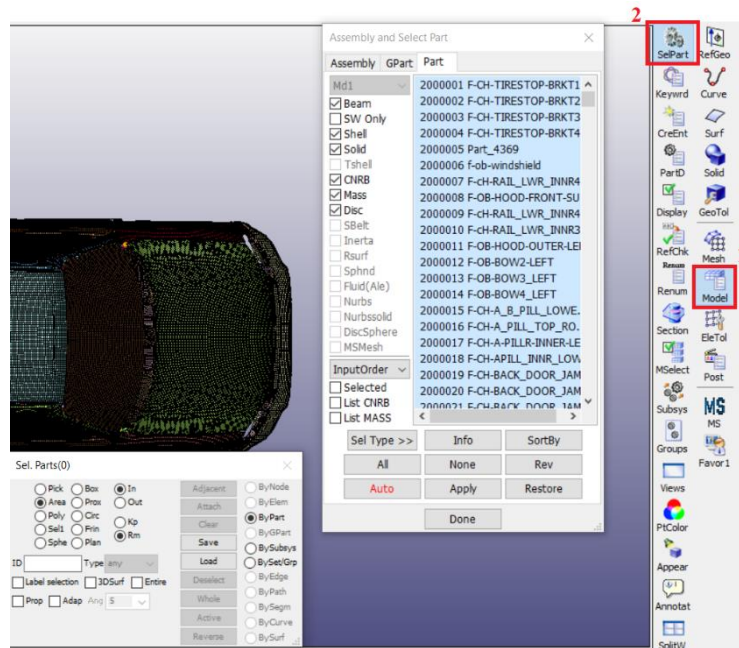 2
Assembly and Select Part
Assembly GPart Part
Md1
Beam
SW Only
Shell
Solid
Tshell
CNRB
Mass
Disc
SBelt
Inerta
Rsurf
Sphnd
Fluid(Ale)
Nurbs
Nurbssolid
DiscSphere
MSMesh
InputOrder
Selected
List CNRB
List MASS
2000001 F-CH-TIRESTOP-BRKT1
2000002 F-CH-TIRESTOP-BRKT2
2000003 F-CH-TIRESTOP-BRKT3
2000004 F-CH-TIRESTOP-BRKT4
2000005 Part_4369
2000006 f-ob-windshield
2000007 F-cH-RAIL_LWR_INNR4
2000008 F-OB-HOOD-FRONT-SU
2000009 F-cH-RAIL_LWR_INNR4
2000010 F-cH-RAIL_LWR_INNR3
2000011 F-OB-HOOD-OUTER-LEI
2000012 F-OB-BOW2-LEFT
2000013 F-OB-BOW3_LEFT
2000014 F-OB-BOW4_LEFT
2000015 F-CH-A_B_PILL_LOWE.
2000016 F-CH-A_PILL_TOP_RO.
2000017 F-CH-A-PILLR-INNER-LE
2000018 F-CH-APILL_INNR_LOW
2000019 F-CH-BACK_DOOR_JAM
2000020 F-CH-BACK_DOOR_JAM
2000021 F-CH-BACK_DOOR_JAM
Sel Type >> Info SortBy
All None Rev
Auto Apply Restore
Done
Sel. Parts(0)
Pick Box In
Area Prox Out
Poly Circ
Sel1 Frin Kp
Sphe Plan Rm
ID Type any
Label selection 3DSurf Entire
Prop Adap Ang 5
Adjacent
Attach
Clear
Save
Load
Deselect
Whole
Active
Reverse
ByNode
ByElem
ByPart
ByGPart
BySubsys
BySet/Grp
ByEdge
ByPath
BySegm
ByCurve
BySurf
SelPart RefGeo
Keywrd Curve
CreEnt Surf
PartD Solid
Display GeoTol
RefChk Mesh
Renum
Renum Model
Section EleTol
MSelect Post
Subsys MS
MS
Groups Favor1
Views
PtColor
Appear
Annotat
SplitW